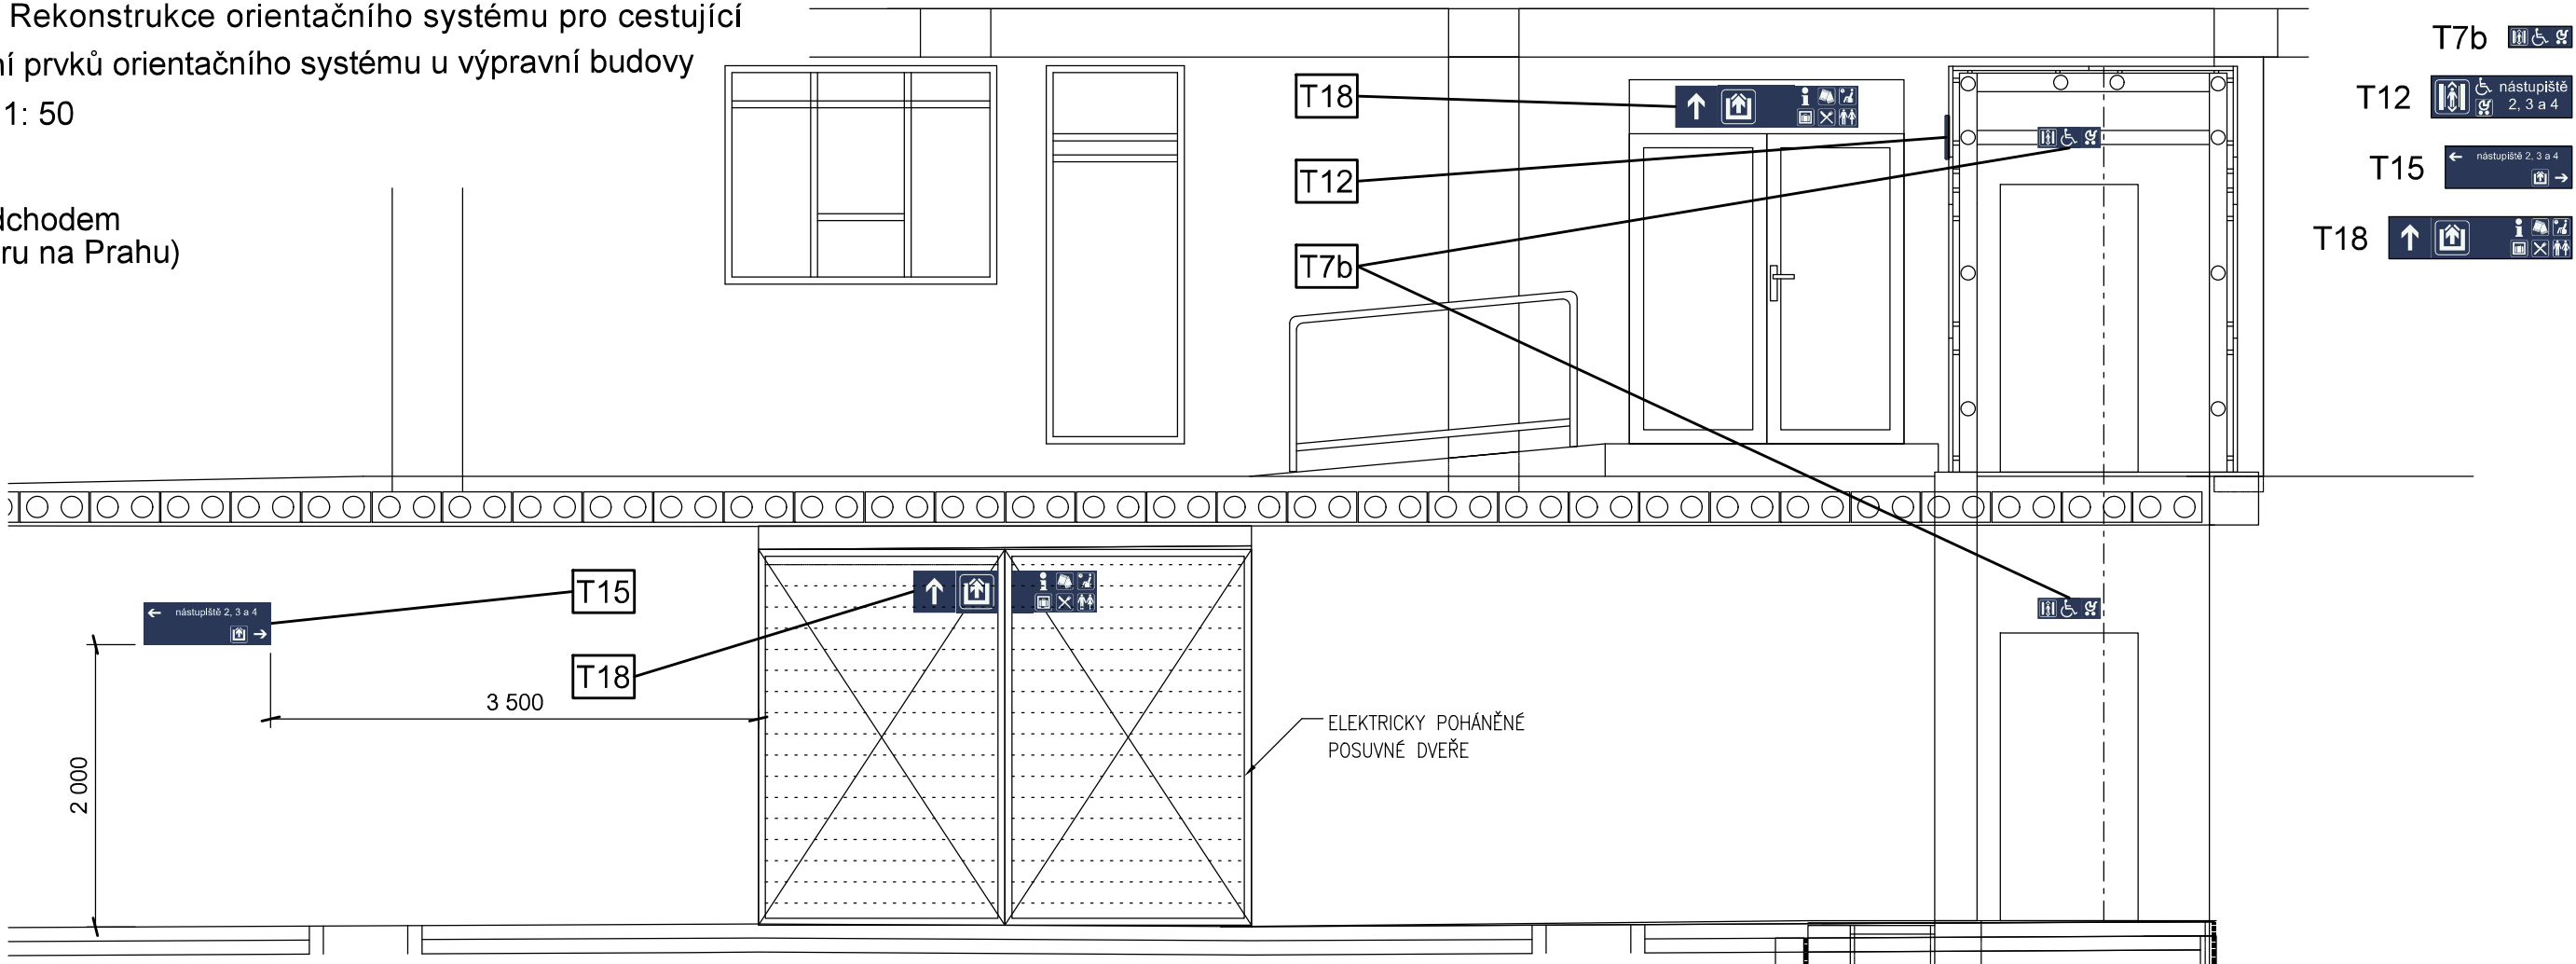 Rekonstrukce orientačního systému pro cestující
ní prvků orientačního systému u výpravní budovy
1: 50
dchodem
ru na Prahu)
T18
T12
T7b
T7b
T12
nástupiště
2, 3 a 4
T15
nástupiště 2, 3 a 4
T18
nástupiště 2, 3 a 4
T15
T18
3 500
2 000
ELEKTRICKY POHÁNĚNÉ
POSUVNÉ DVEŘE